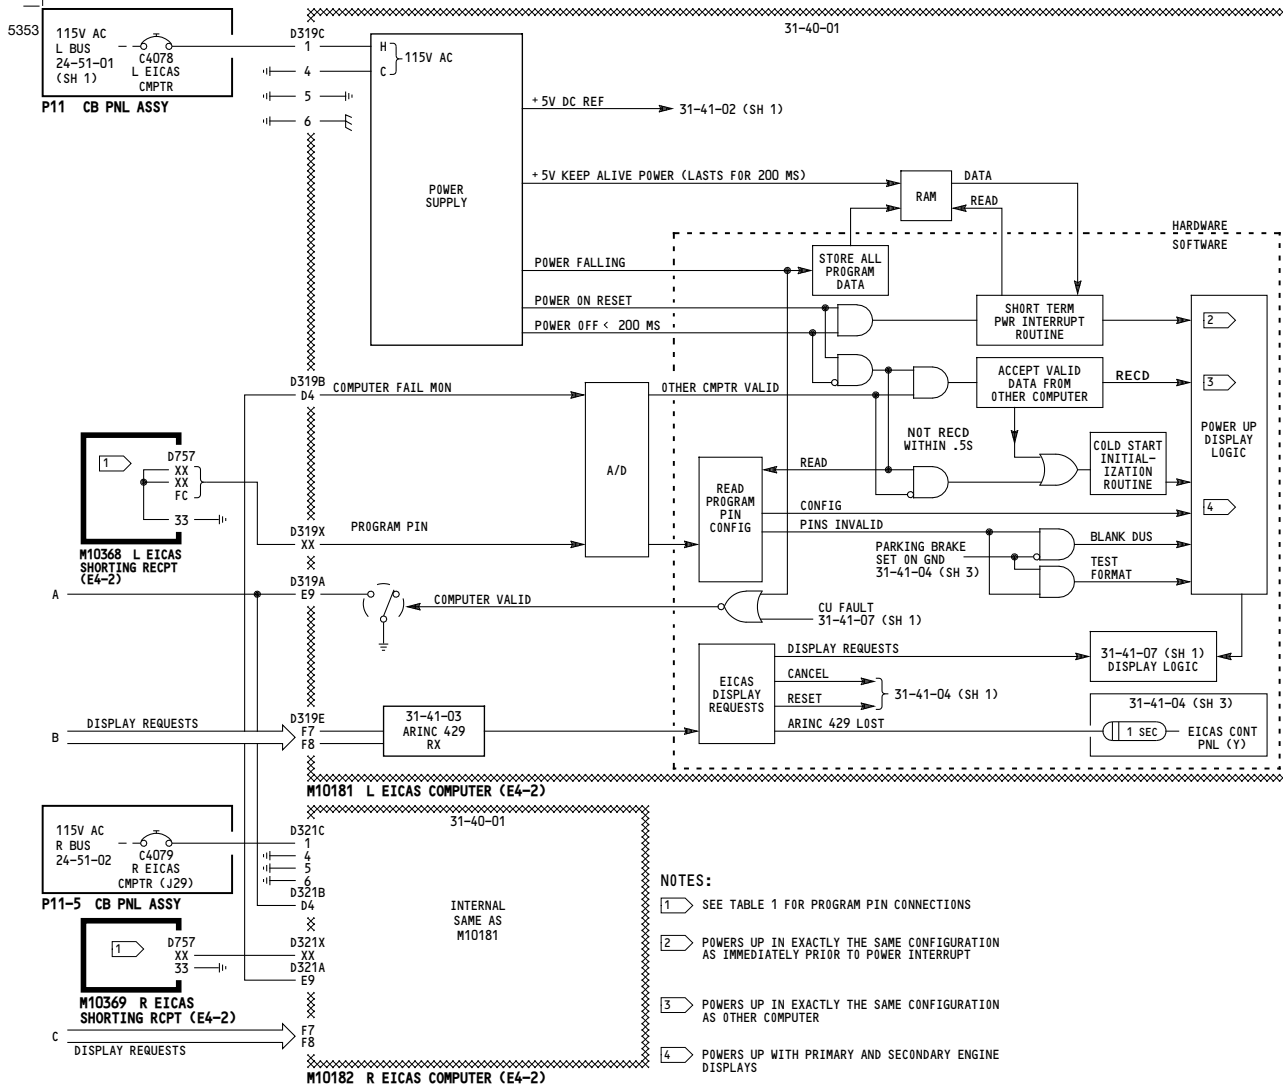 5353
115V AC
L BUS
24-51-01
(SH 1)
C4078
L EICAS
CMPTR
P11 CB PNL ASSY
D319C
1
4
5
6
H
C
115V AC
31-40-01
POWER
SUPPLY
+5V DC REF
31-41-02 (SH 1)
+5V KEEP ALIVE POWER (LASTS FOR 200 MS)
RAM
DATA
READ
HARDWARE
SOFTWARE
POWER FALLING
STORE ALL
PROGRAM
DATA
POWER ON RESET
POWER OFF < 200 MS
SHORT TERM
PWR INTERRUPT
ROUTINE
2
D319B
D4
COMPUTER FAIL MON
OTHER CMPTR VALID
ACCEPT VALID
DATA FROM
OTHER COMPUTER
RECD
3
POWER UP
DISPLAY
LOGIC
NOT RECD
WITHIN .5S
COLD START
INITIAL-
IZATION
ROUTINE
A/D
1
D757
XX
XX
FC
33
M10368 L EICAS
SHORTING RECPT
(E4-2)
READ
READ
PROGRAM
PIN
CONFIG
CONFIG
4
PINS INVALID
D319X
XX
PROGRAM PIN
PARKING BRAKE
SET ON GND
31-41-04 (SH 3)
BLANK DUS
TEST
FORMAT
A
D319A
E9
COMPUTER VALID
CU FAULT
31-41-07 (SH 1)
EICAS
DISPLAY
REQUESTS
DISPLAY REQUESTS
CANCEL
RESET
31-41-04 (SH 1)
ARINC 429 LOST
31-41-07 (SH 1)
DISPLAY LOGIC
31-41-04 (SH 3)
1 SEC
EICAS CONT
PNL (Y)
B
DISPLAY REQUESTS
D319E
F7
F8
31-41-03
ARINC 429
RX
M10181 L EICAS COMPUTER (E4-2)
115V AC
R BUS
24-51-02
C4079
R EICAS
CMPTR (J29)
P11-5 CB PNL ASSY
D321C
1
4
5
6
D321B
D4
31-40-01
INTERNAL
SAME AS
M10181
1
D757
XX
33
M10369 R EICAS
SHORTING RCPT (E4-2)
D321X
XX
D321A
E9
C
DISPLAY REQUESTS
F7
F8
M10182 R EICAS COMPUTER (E4-2)
NOTES:
1 SEE TABLE 1 FOR PROGRAM PIN CONNECTIONS
2 POWERS UP IN EXACTLY THE SAME CONFIGURATION
AS IMMEDIATELY PRIOR TO POWER INTERRUPT
3 POWERS UP IN EXACTLY THE SAME CONFIGURATION
AS OTHER COMPUTER
4 POWERS UP WITH PRIMARY AND SECONDARY ENGINE
DISPLAYS